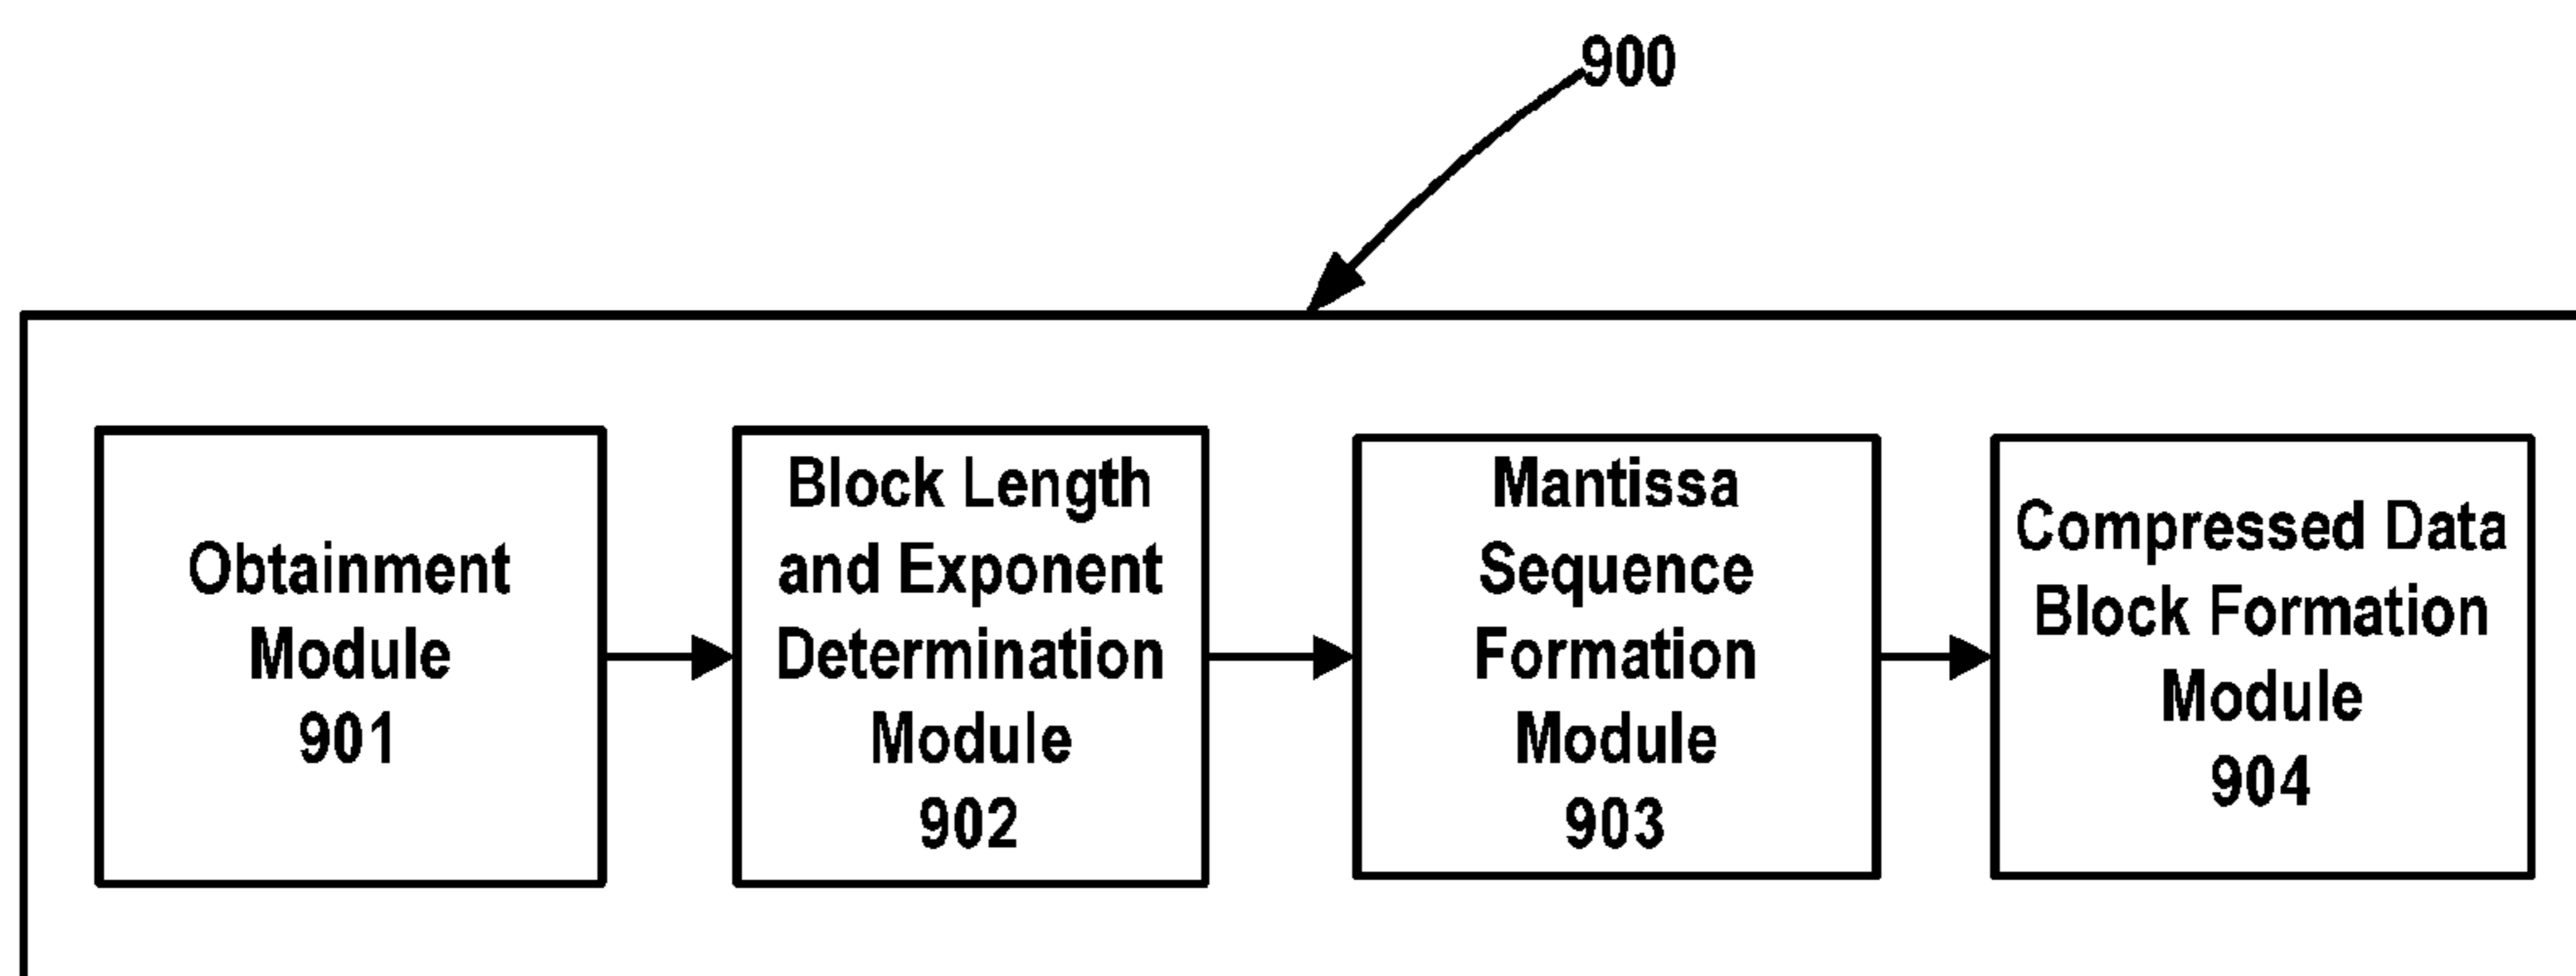 900
Obtainment
Module
901
Block Length
and Exponent
Determination
Module
902
Mantissa
Sequence
Formation
Module
903
Compressed Data
Block Formation
Module
904